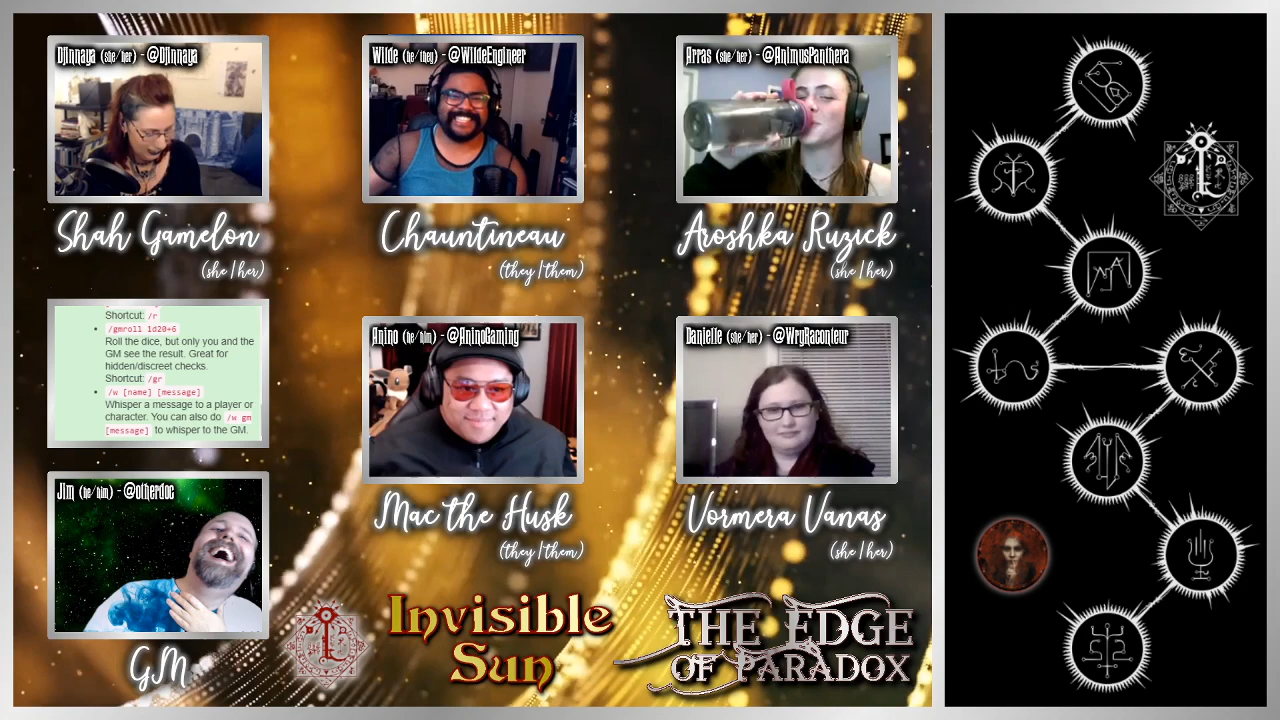 Djinnaya (she/her) - @Djinnaya
Shah Gamelon
(she/her)
Wilde (he/they) - @WildeEngineer
Chauntineau
(they/them)
Arras (she/her) - @AnimusPanthera
Aroshka Ruzick
(she/her)
Shortcut: /r
• /gmroll 1d20+6
Roll the dice, but only you and the
GM see the result. Great for
hidden/discreet checks.
Shortcut: /gr
• /w [name] [message]
Whisper a message to a player or
character. You can also do /w gm
[message] to whisper to the GM.
Anino (he/him) - @AninoGaming
Mac the Husk
(they/them)
Danielle (she/her) - @WryRaconteur
Vormera Vanas
(she/her)
Jim (he/him) - @otherdoc
GM
Invisible
Sun
THE EDGE
OF PARADOX